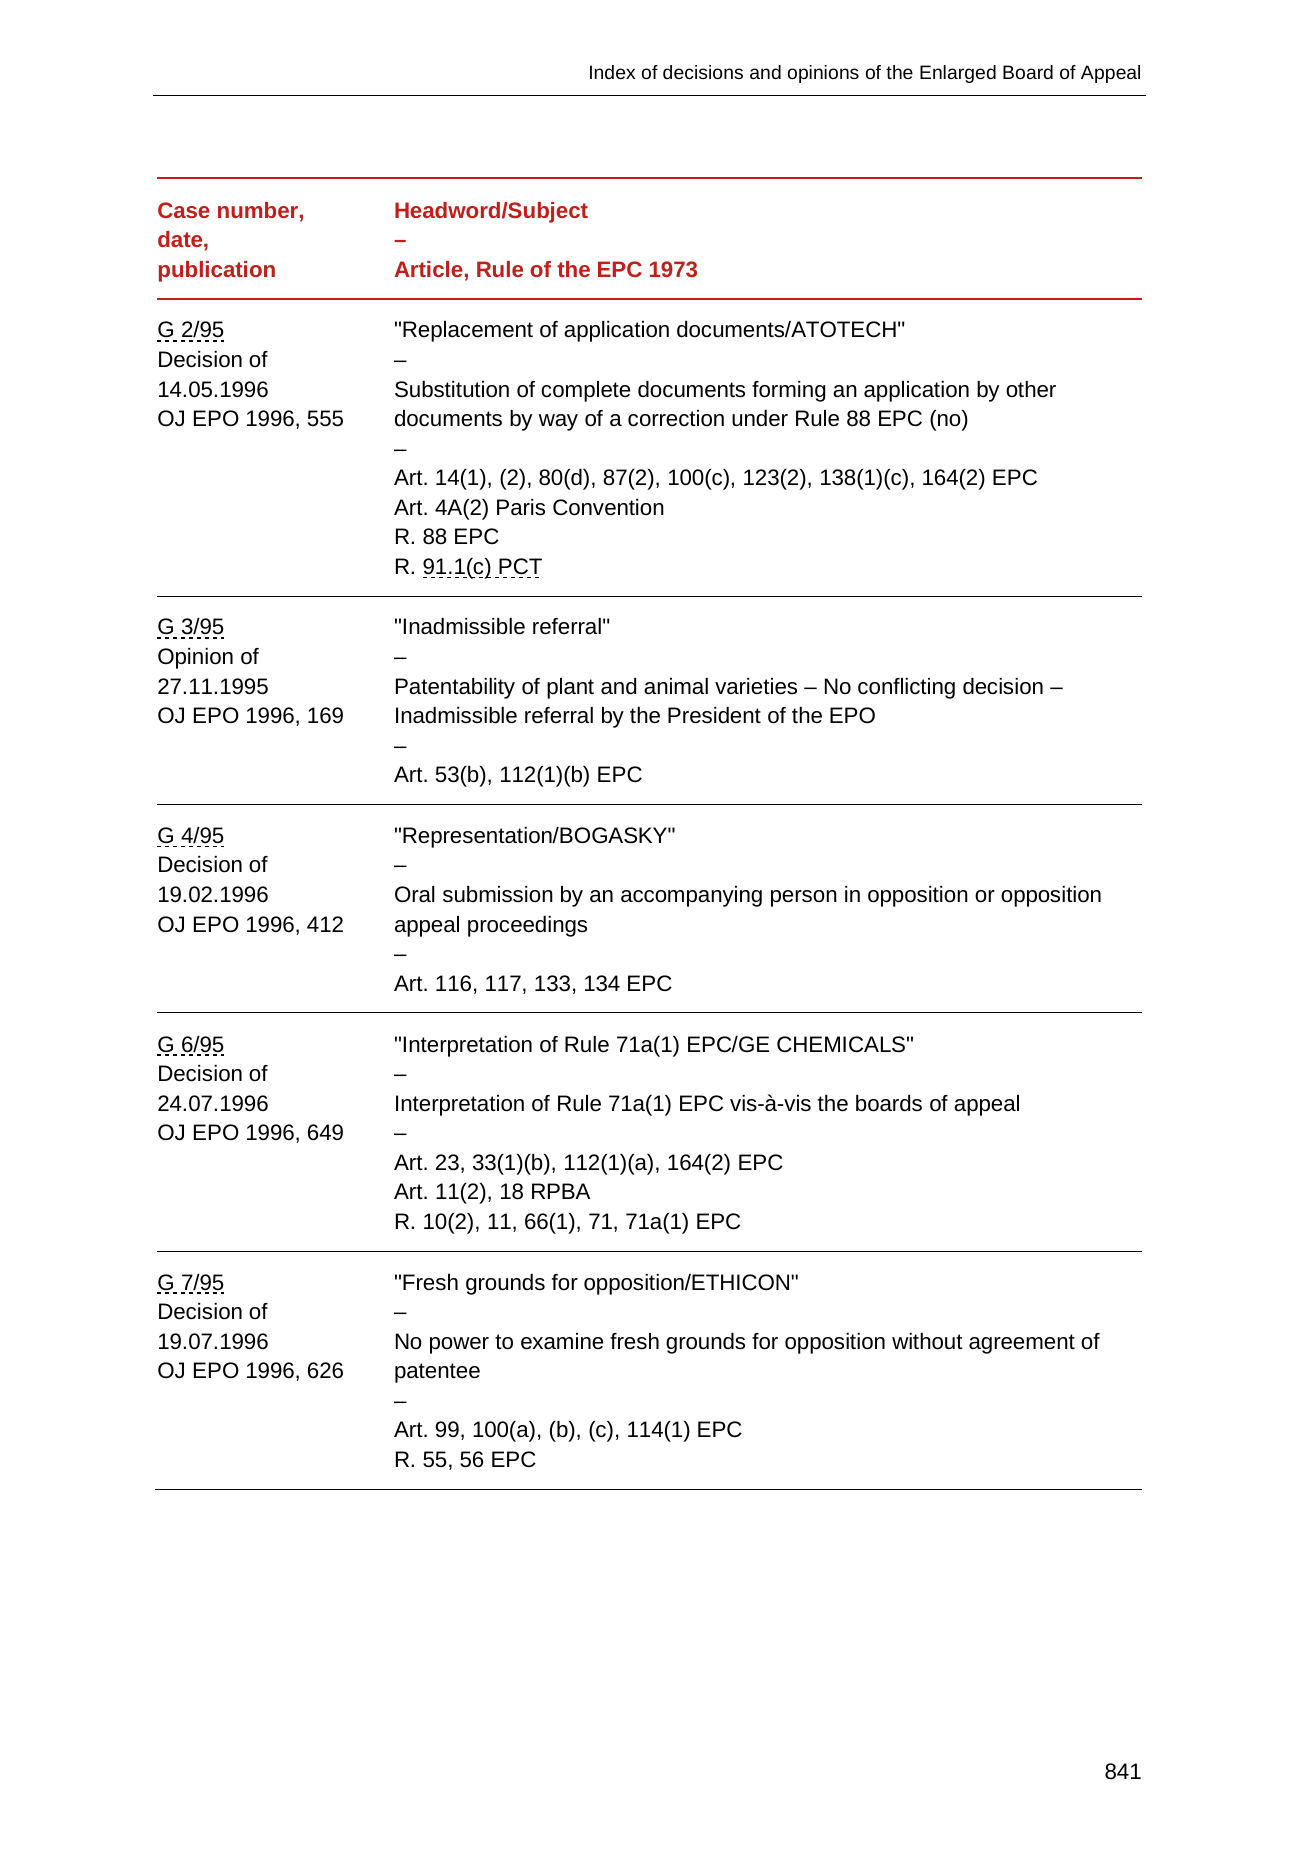 Index of decisions and opinions of the Enlarged Board of Appeal
Case number,
date,
publication
Headword/Subject
–
Article, Rule of the EPC 1973
G 2/95
Decision of
14.05.1996
OJ EPO 1996, 555
"Replacement of application documents/ATOTECH"
–
Substitution of complete documents forming an application by other
documents by way of a correction under Rule 88 EPC (no)
–
Art. 14(1), (2), 80(d), 87(2), 100(c), 123(2), 138(1)(c), 164(2) EPC
Art. 4A(2) Paris Convention
R. 88 EPC
R. 91.1(c) PCT
G 3/95
Opinion of
27.11.1995
OJ EPO 1996, 169
"Inadmissible referral"
–
Patentability of plant and animal varieties – No conflicting decision –
Inadmissible referral by the President of the EPO
–
Art. 53(b), 112(1)(b) EPC
G 4/95
Decision of
19.02.1996
OJ EPO 1996, 412
"Representation/BOGASKY"
–
Oral submission by an accompanying person in opposition or opposition
appeal proceedings
–
Art. 116, 117, 133, 134 EPC
G 6/95
Decision of
24.07.1996
OJ EPO 1996, 649
"Interpretation of Rule 71a(1) EPC/GE CHEMICALS"
–
Interpretation of Rule 71a(1) EPC vis-à-vis the boards of appeal
–
Art. 23, 33(1)(b), 112(1)(a), 164(2) EPC
Art. 11(2), 18 RPBA
R. 10(2), 11, 66(1), 71, 71a(1) EPC
G 7/95
Decision of
19.07.1996
OJ EPO 1996, 626
"Fresh grounds for opposition/ETHICON"
–
No power to examine fresh grounds for opposition without agreement of
patentee
–
Art. 99, 100(a), (b), (c), 114(1) EPC
R. 55, 56 EPC
841